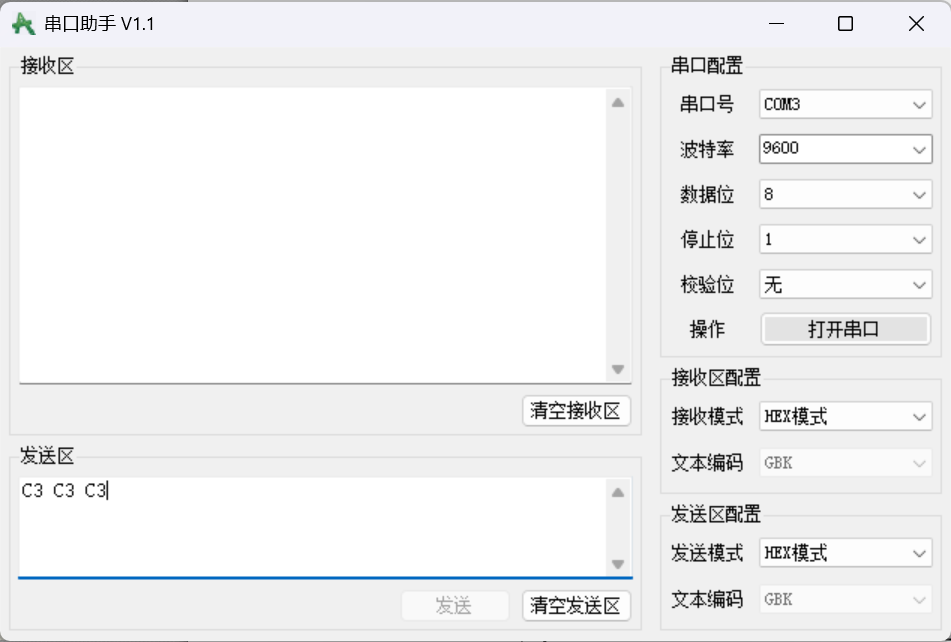 串口助手 V1.1
接收区
清空接收区
发送区
C3 C3 C3
发送
清空发送区
串口配置
串口号 COM3
波特率 9600
数据位 8
停止位 1
校验位 无
操作 打开串口
接收区配置
接收模式 HEX模式
文本编码 GBK
发送区配置
发送模式 HEX模式
文本编码 GBK